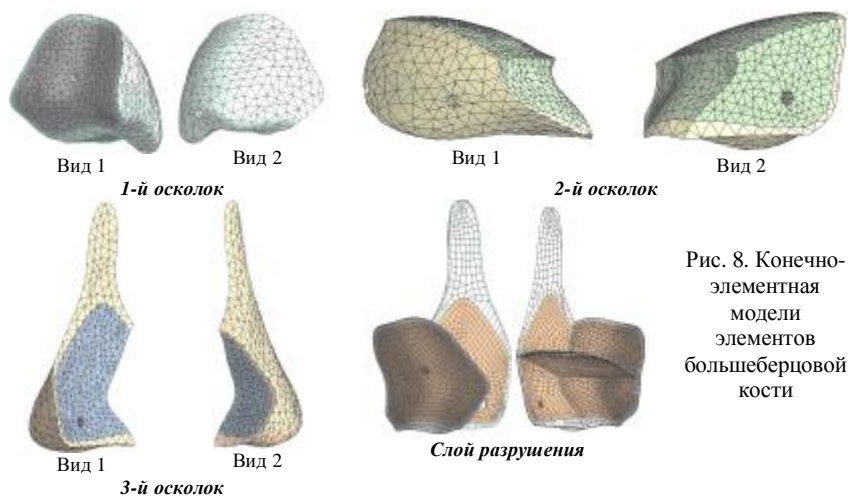 Вид 1
Вид 2
1-й осколок
Вид 1
Вид 2
2-й осколок
Вид 1
Вид 2
3-й осколок
Слой разрушения
Рис. 8. Конечно-
элементная
модели
элементов
большеберцовой
кости